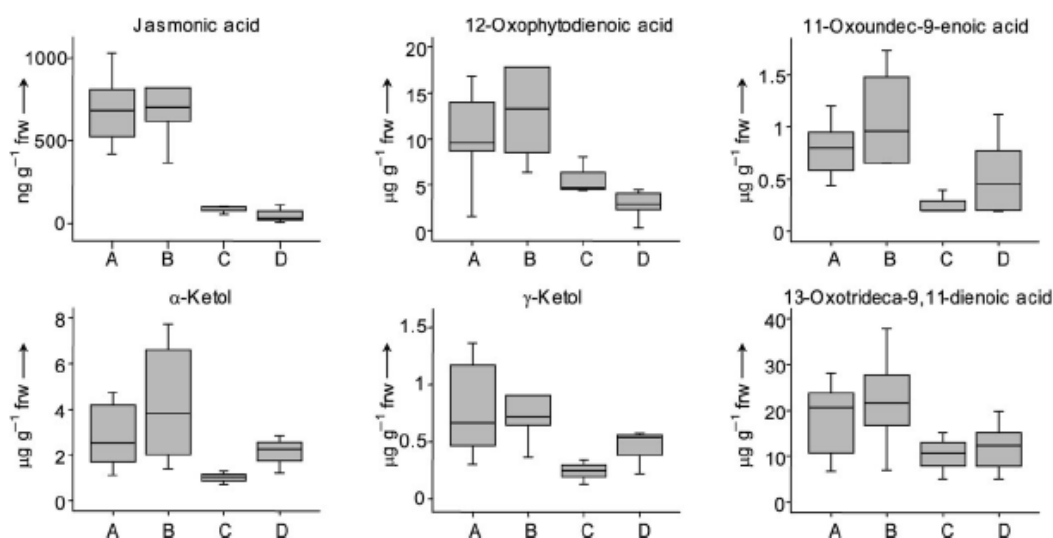 Jasmonic acid
ng g⁻¹ frw →
1000
500
0
A B C D
12-Oxophytodienoic acid
μg g⁻¹ frw →
20
15
10
5
0
A B C D
11-Oxoundec-9-enoic acid
μg g⁻¹ frw →
1.5
1
0.5
0
A B C D
α-Ketol
μg g⁻¹ frw →
8
6
4
2
0
A B C D
γ-Ketol
μg g⁻¹ frw →
1.5
1
0.5
0
A B C D
13-Oxotrideca-9,11-dienoic acid
μg g⁻¹ frw →
40
30
20
10
0
A B C D